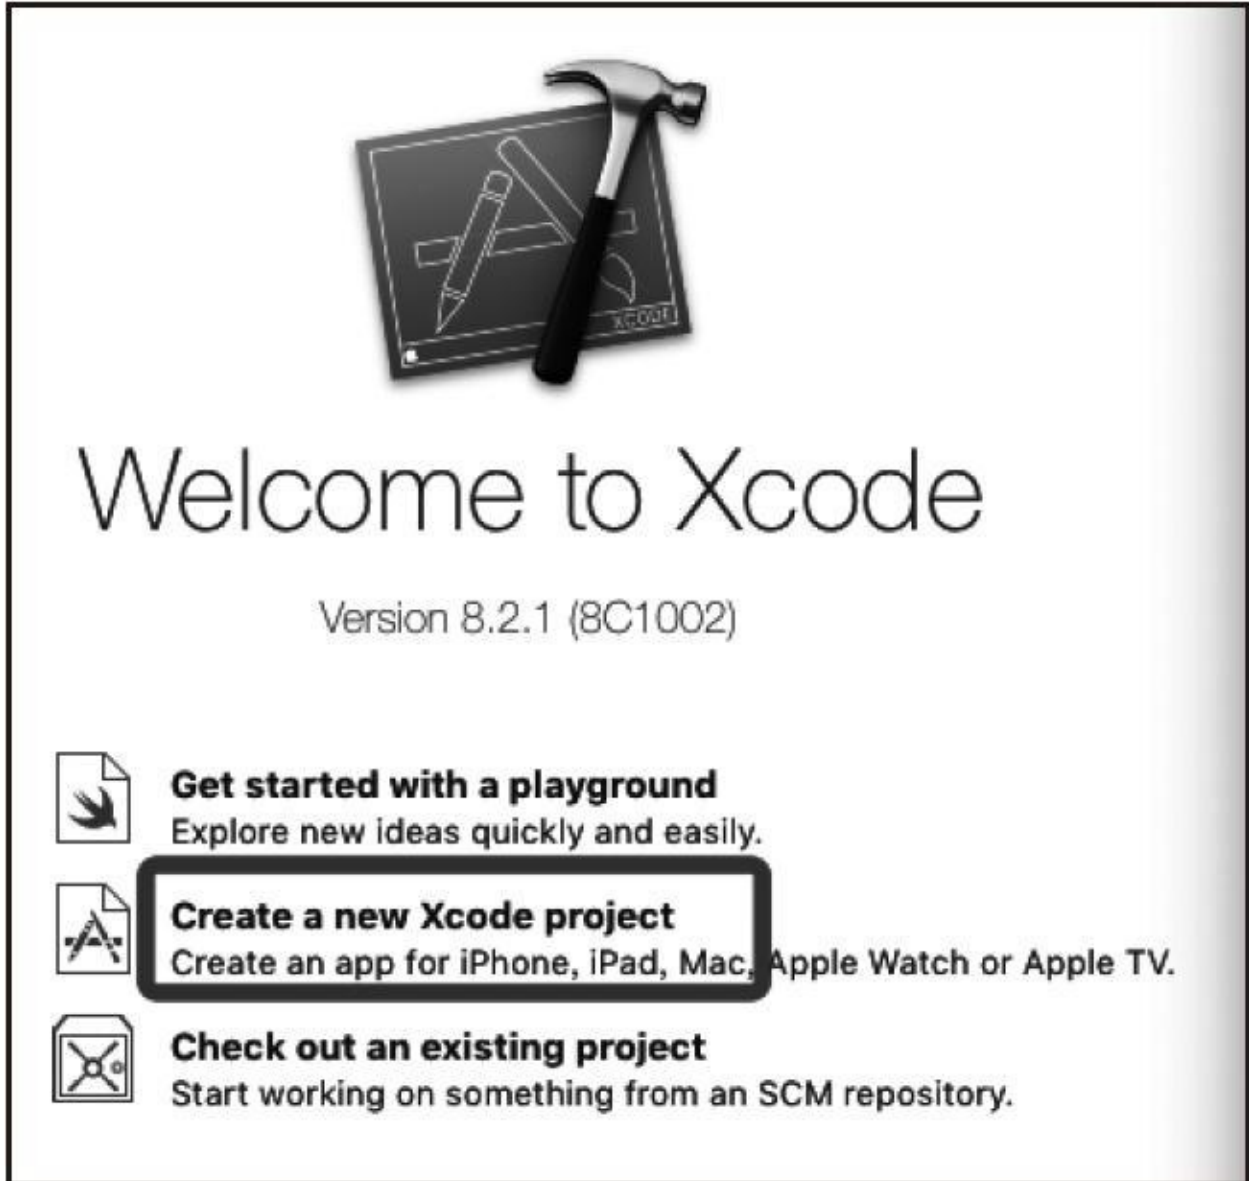 XCODE
Welcome to Xcode
Version 8.2.1 (8C1002)
Get started with a playground
Explore new ideas quickly and easily.
Create a new Xcode project
Create an app for iPhone, iPad, Mac, Apple Watch or Apple TV.
Check out an existing project
Start working on something from an SCM repository.